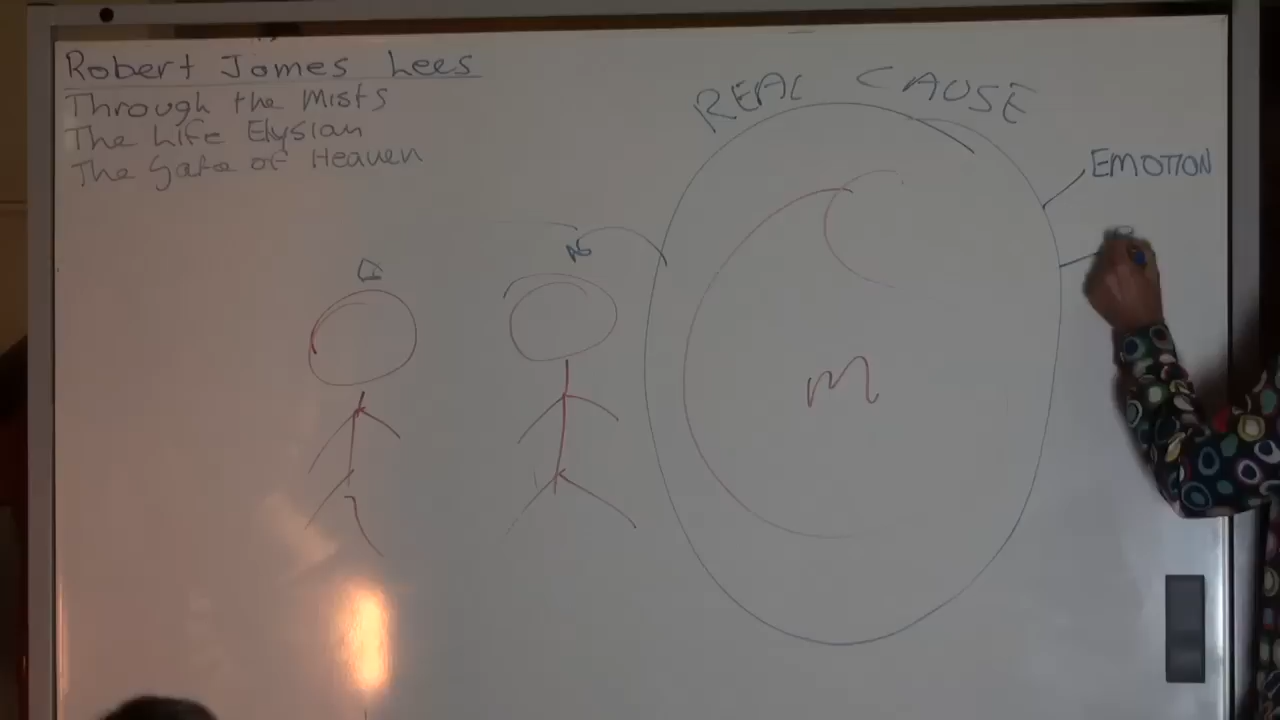 Robert James Lees
Through the Mists
The Life Elysian
The Gate of Heaven
REAL CAUSE
EMOTION
M